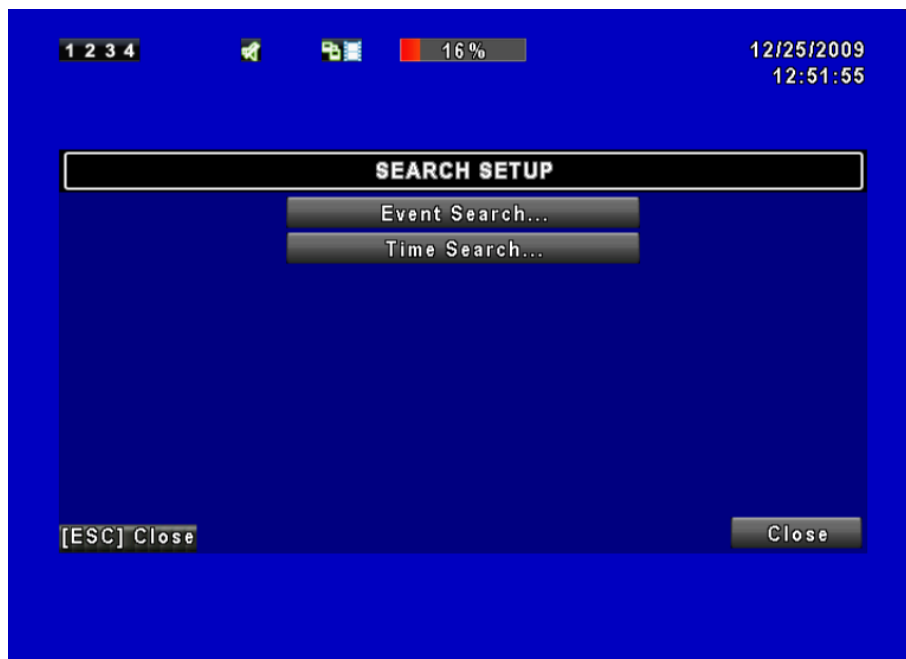 1 2 3 4 16% 12/25/2009
12:51:55
SEARCH SETUP
Event Search...
Time Search...
[ESC] Close Close